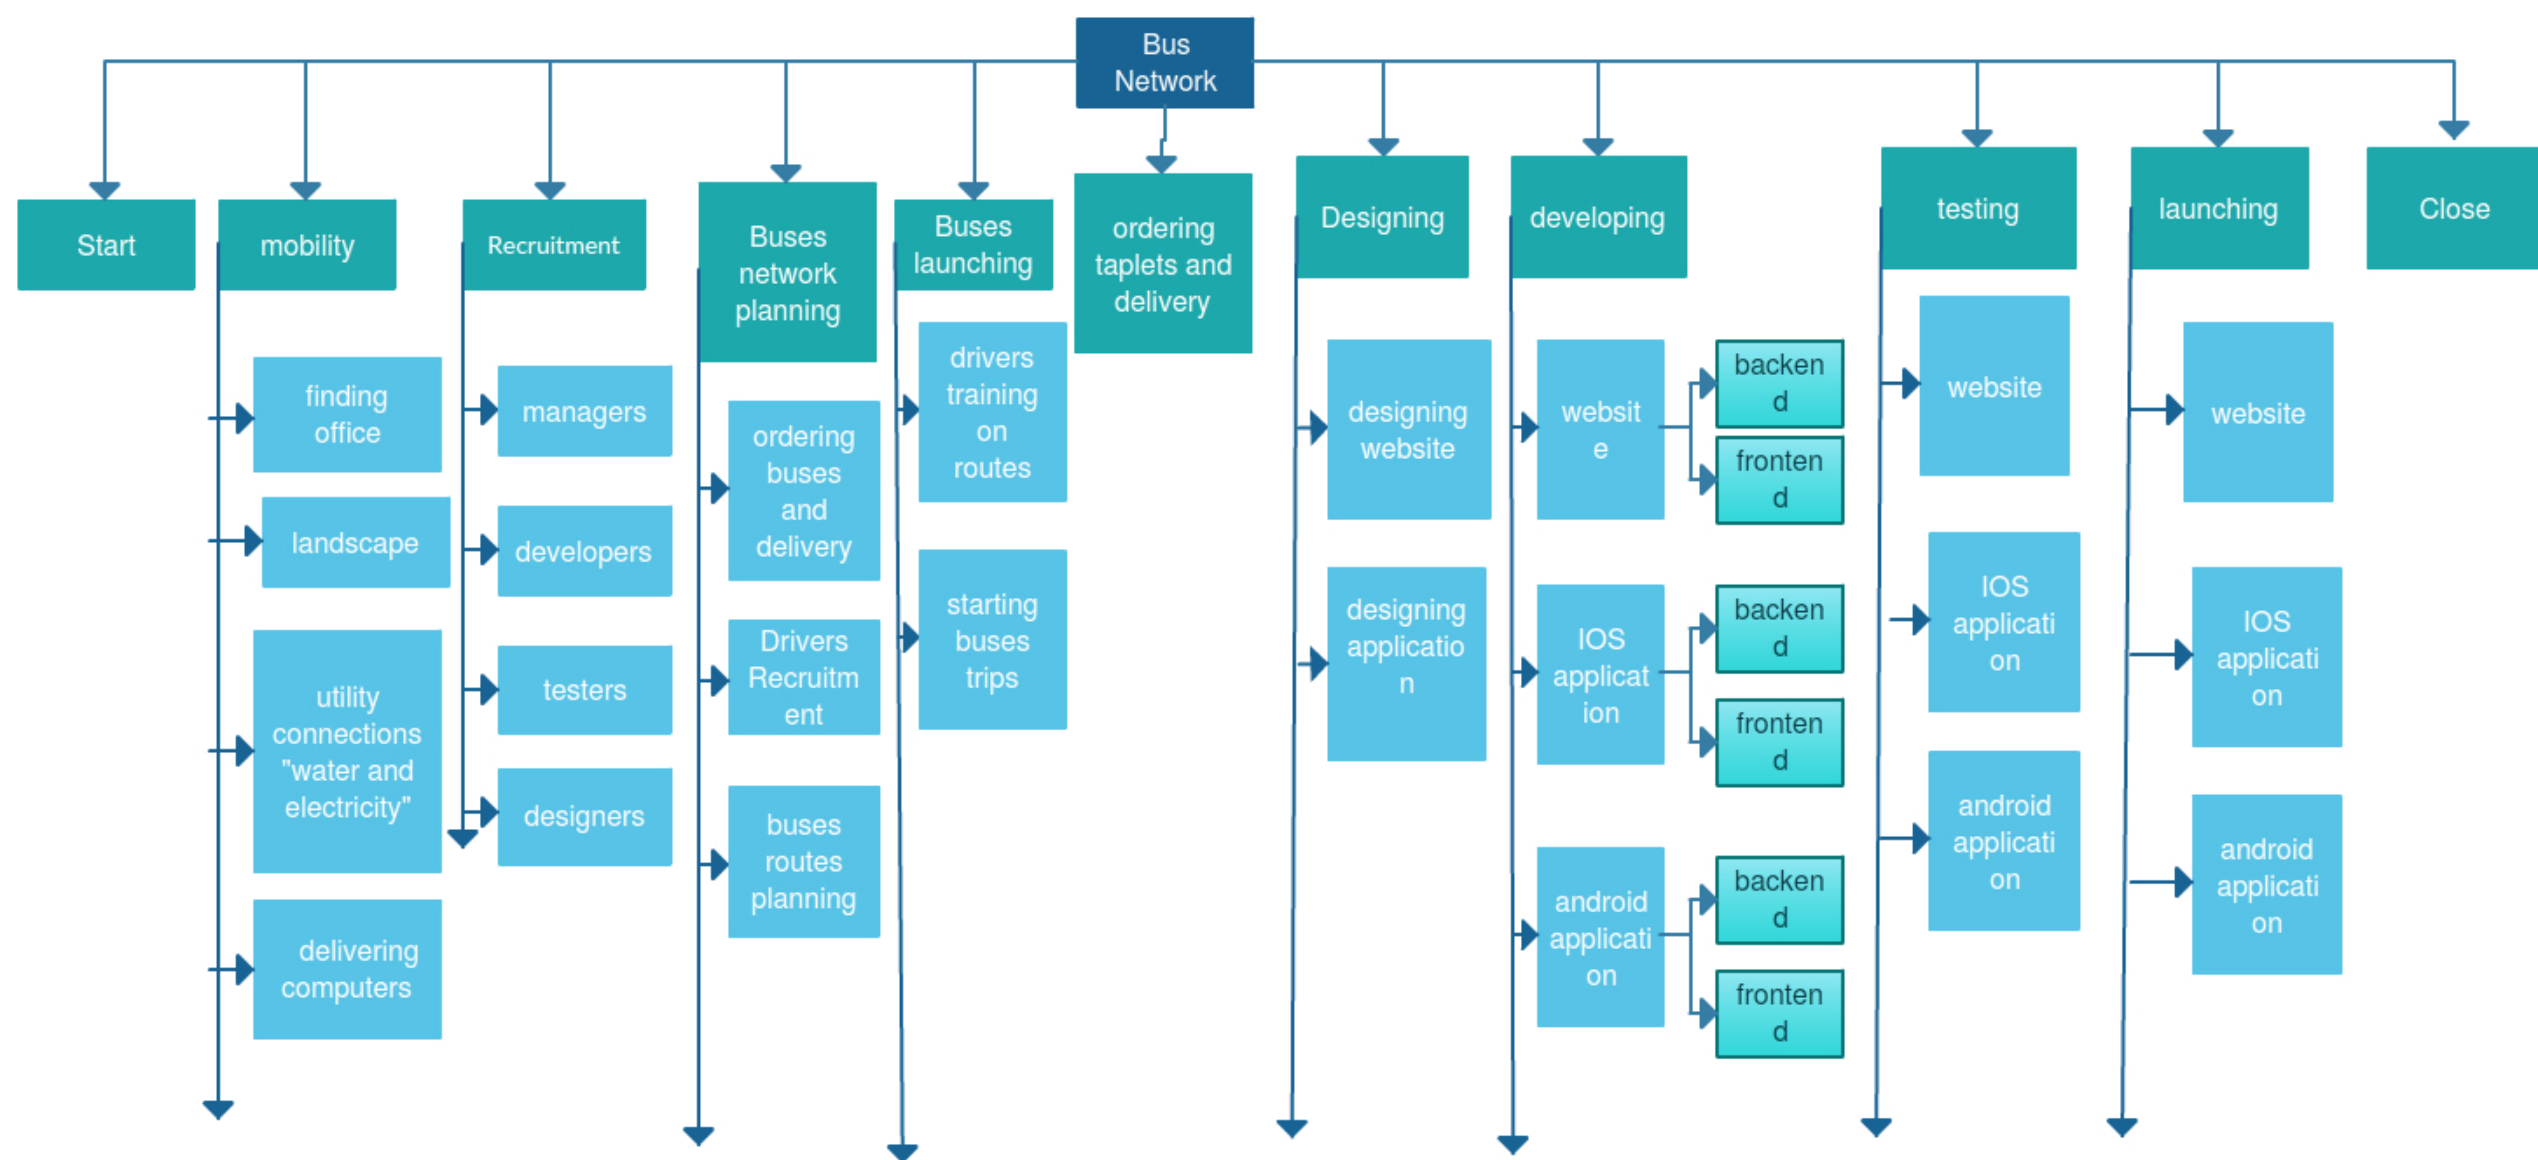 Bus
Network
Start
mobility
Recruitment
Buses
network
planning
Buses
launching
ordering
taplets and
delivery
Designing
developing
testing
launching
Close
finding
office
landscape
utility
connections
"water and
electricity"
delivering
computers
managers
developers
testers
designers
ordering
buses
and
delivery
Drivers
Recruitm
ent
buses
routes
planning
drivers
training
on
routes
starting
buses
trips
designing
website
designing
applicatio
n
websit
e
backen
d
fronten
d
IOS
applicat
ion
backen
d
fronten
d
android
applicati
on
backen
d
fronten
d
website
IOS
applicati
on
android
applicati
on
website
IOS
applicati
on
android
applicati
on